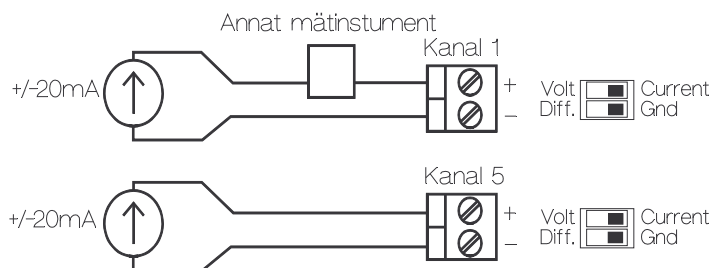 Annat mätinstument
Kanal 1
+/-20mA
+
-
Volt Current
Diff. Gnd
Kanal 5
+/-20mA
+
-
Volt Current
Diff. Gnd